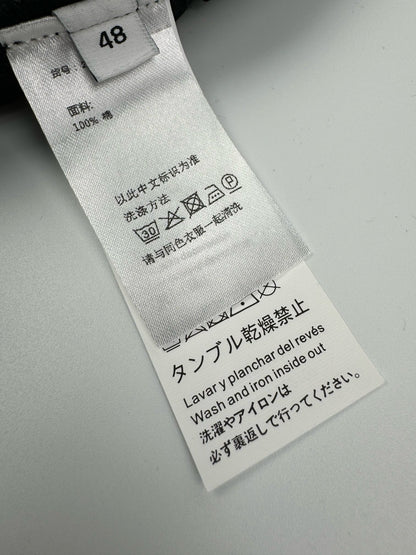 48
货号:
面料:
100% 棉
以此中文标识为准
洗涤方法:
30 P
请与同色衣服一起清洗
タンブル乾燥禁止
Lavar y planchar del revés
Wash and iron inside out
洗濯やアイロンは
必ず裏返しで行ってください。